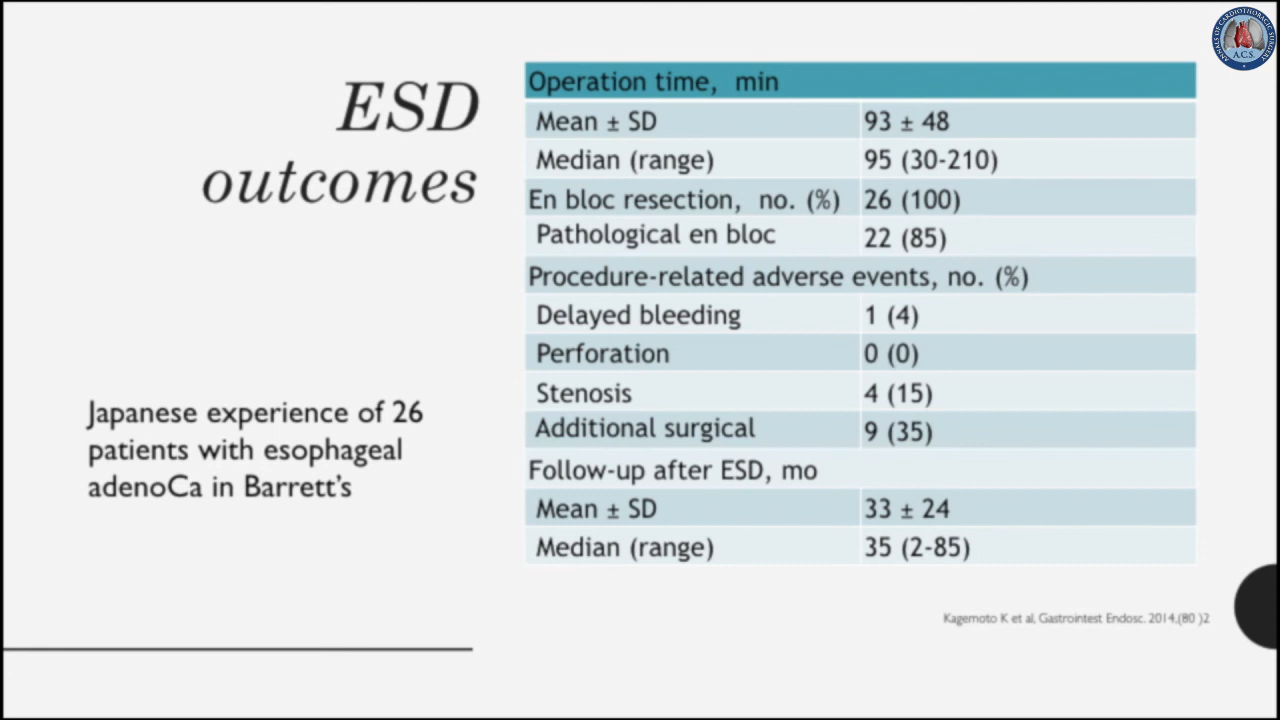 ANNALS OF CARDIOTHORACIC SURGERY
A.C.S.
ESD
outcomes
Japanese experience of 26
patients with esophageal
adenoCa in Barrett’s
Operation time, min
Mean ± SD 93 ± 48
Median (range) 95 (30-210)
En bloc resection, no. (%) 26 (100)
Pathological en bloc 22 (85)
Procedure-related adverse events, no. (%)
Delayed bleeding 1 (4)
Perforation 0 (0)
Stenosis 4 (15)
Additional surgical 9 (35)
Follow-up after ESD, mo
Mean ± SD 33 ± 24
Median (range) 35 (2-85)
Kagemoto K et al, Gastrointest Endosc. 2014,(80 )2